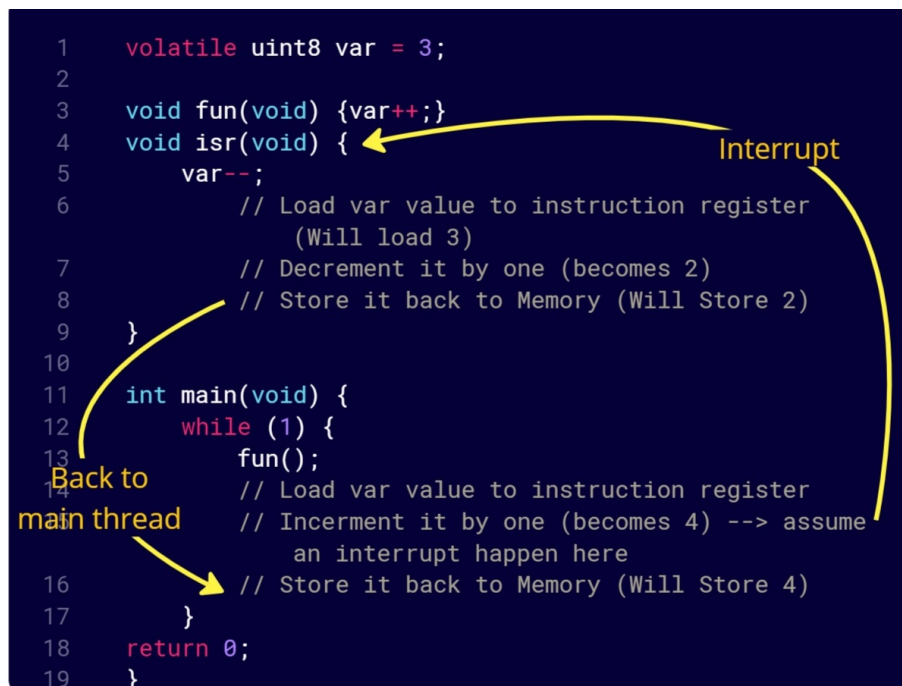 1 volatile uint8 var = 3;
2
3 void fun(void) {var++;}
4 void isr(void) {
Interrupt
5 var--;
6 // Load var value to instruction register
(Will load 3)
7 // Decrement it by one (becomes 2)
8 // Store it back to Memory (Will Store 2)
9 }
10
11 int main(void) {
12 while (1) {
13 fun();
Back to
14 // Load var value to instruction register
main thread
15 // Incerment it by one (becomes 4) --> assume
an interrupt happen here
16 // Store it back to Memory (Will Store 4)
17 }
18 return 0;
19 }